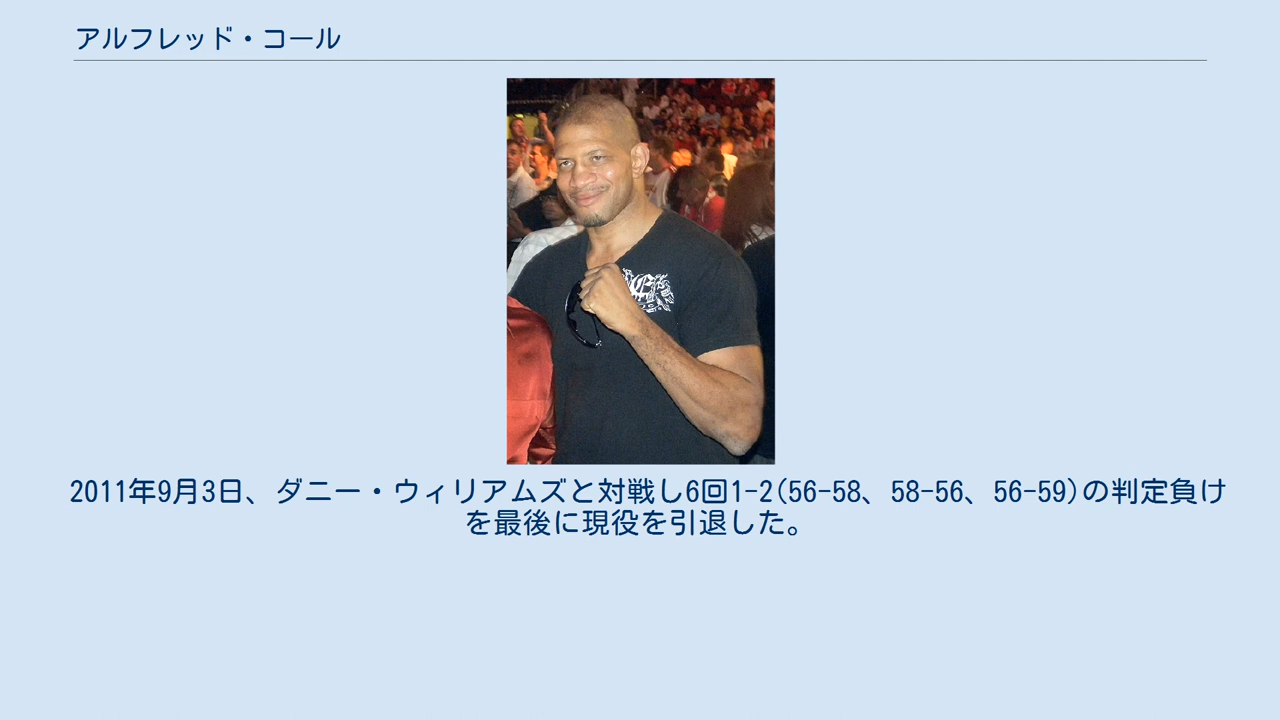 アルフレッド・コール
2011年9月3日、ダニー・ウィリアムズと対戦し6回1-2(56-58、58-56、56-59)の判定負け
を最後に現役を引退した。